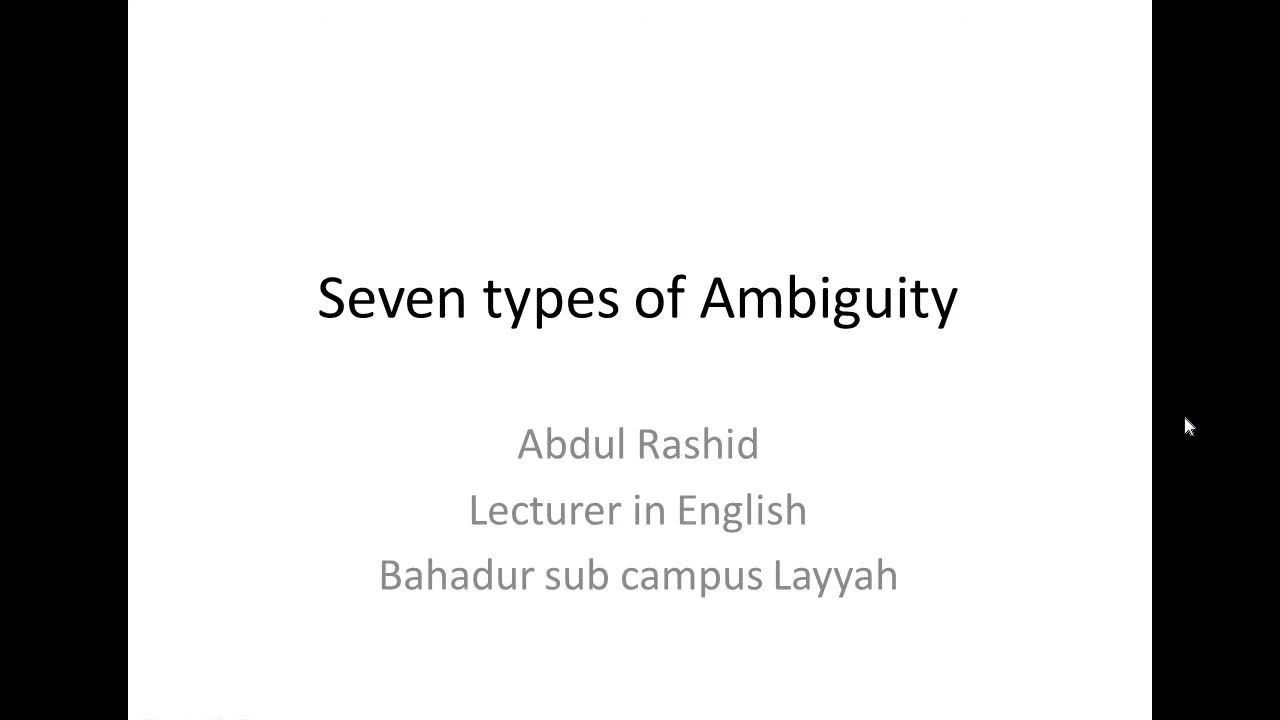 Seven types of Ambiguity
Abdul Rashid
Lecturer in English
Bahadur sub campus Layyah